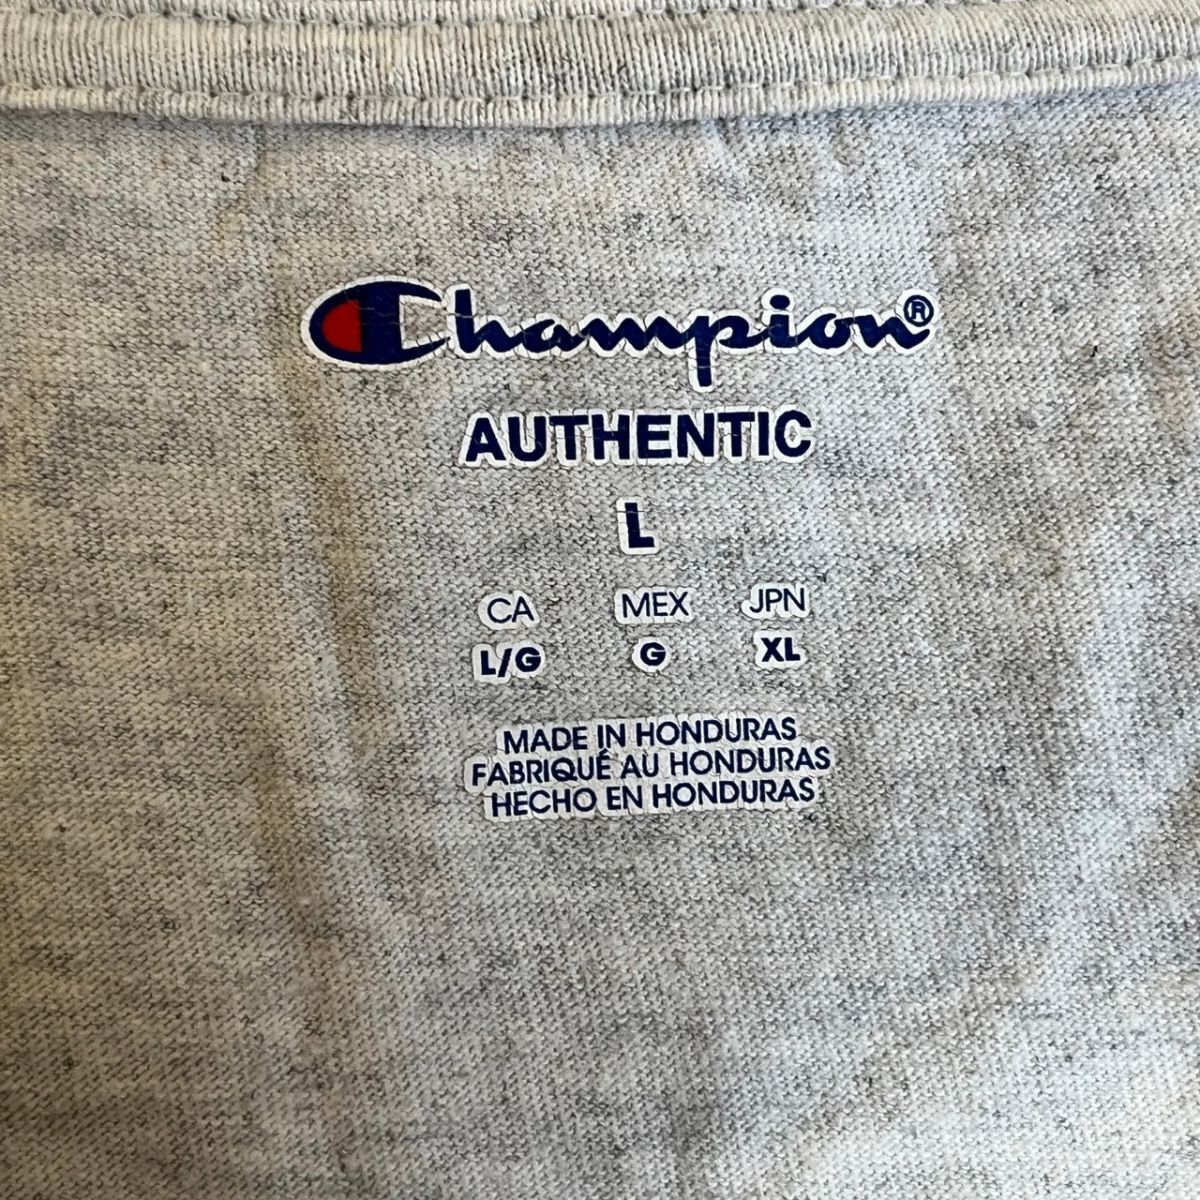 Champion®
AUTHENTIC
L
CA MEX JPN
L/G G XL
MADE IN HONDURAS
FABRIQUÉ AU HONDURAS
HECHO EN HONDURAS